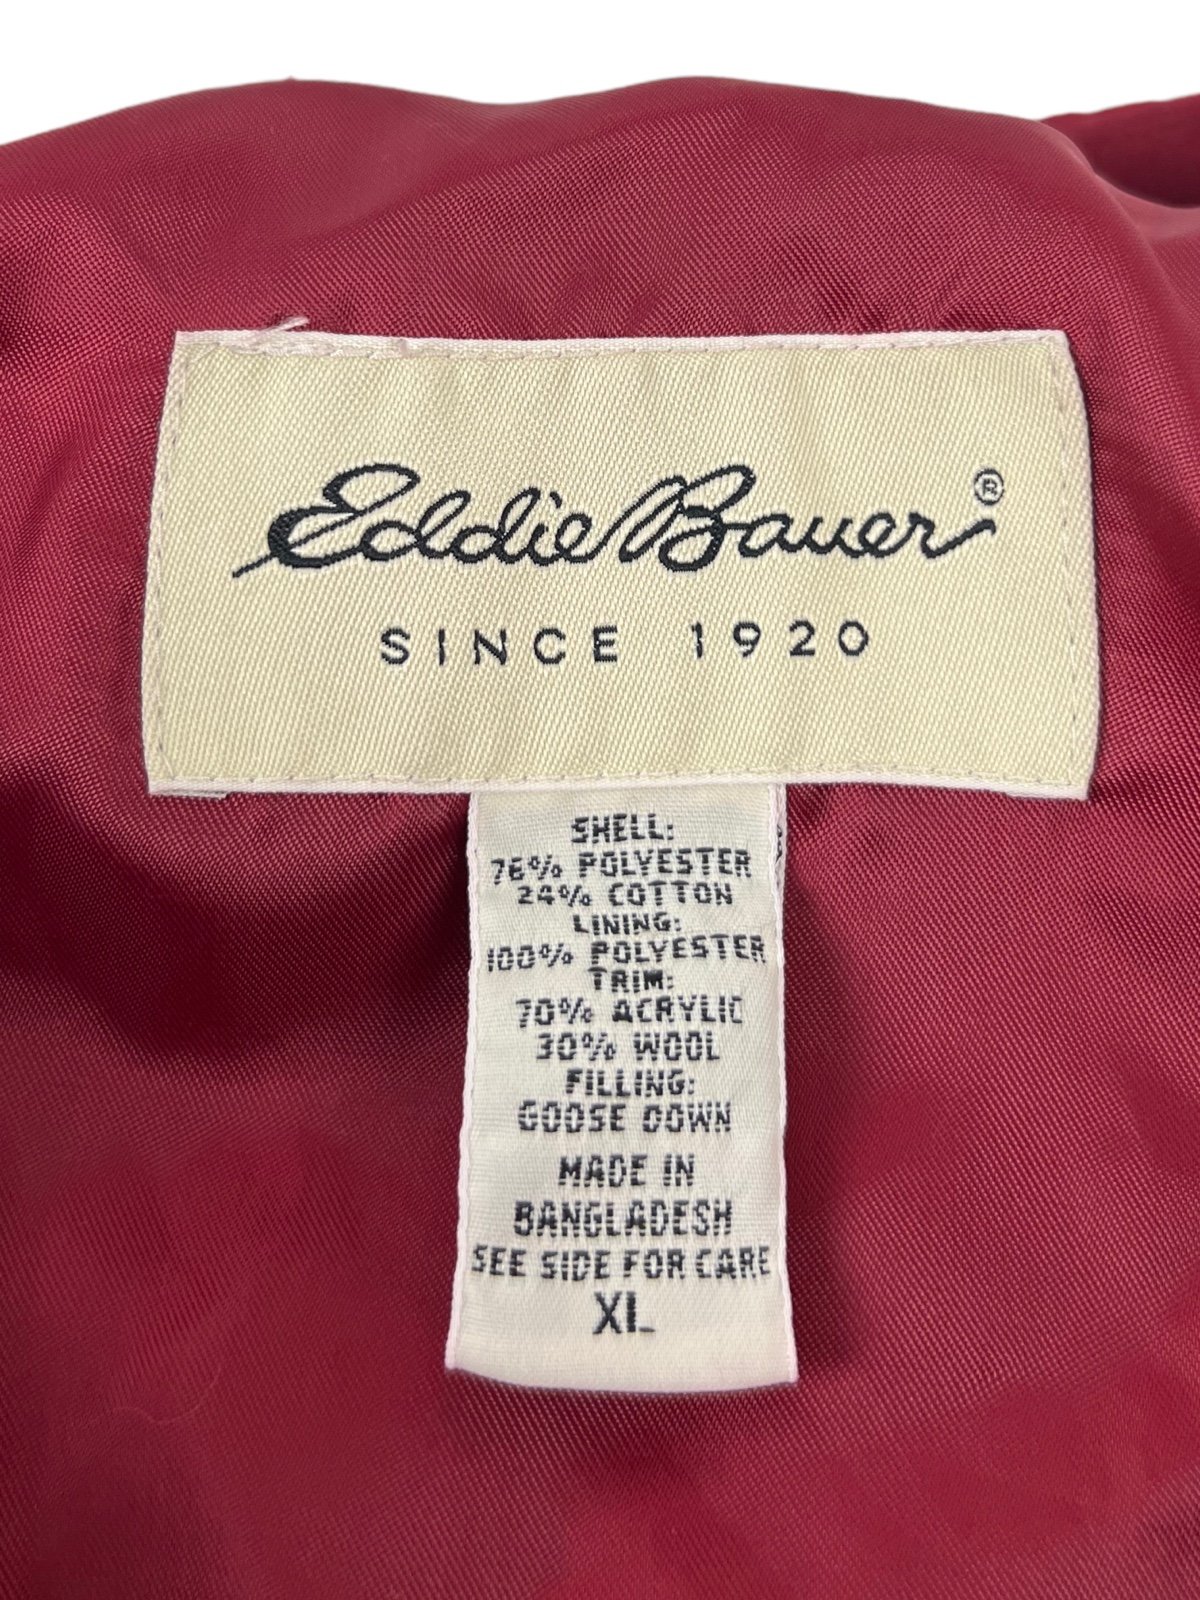 Eddie Bauer®
SINCE 1920
SHELL:
76% POLYESTER
24% COTTON
LINING:
100% POLYESTER
TRIM:
70% ACRYLIC
30% WOOL
FILLING:
GOOSE DOWN
MADE IN
BANGLADESH
SEE SIDE FOR CARE
XL